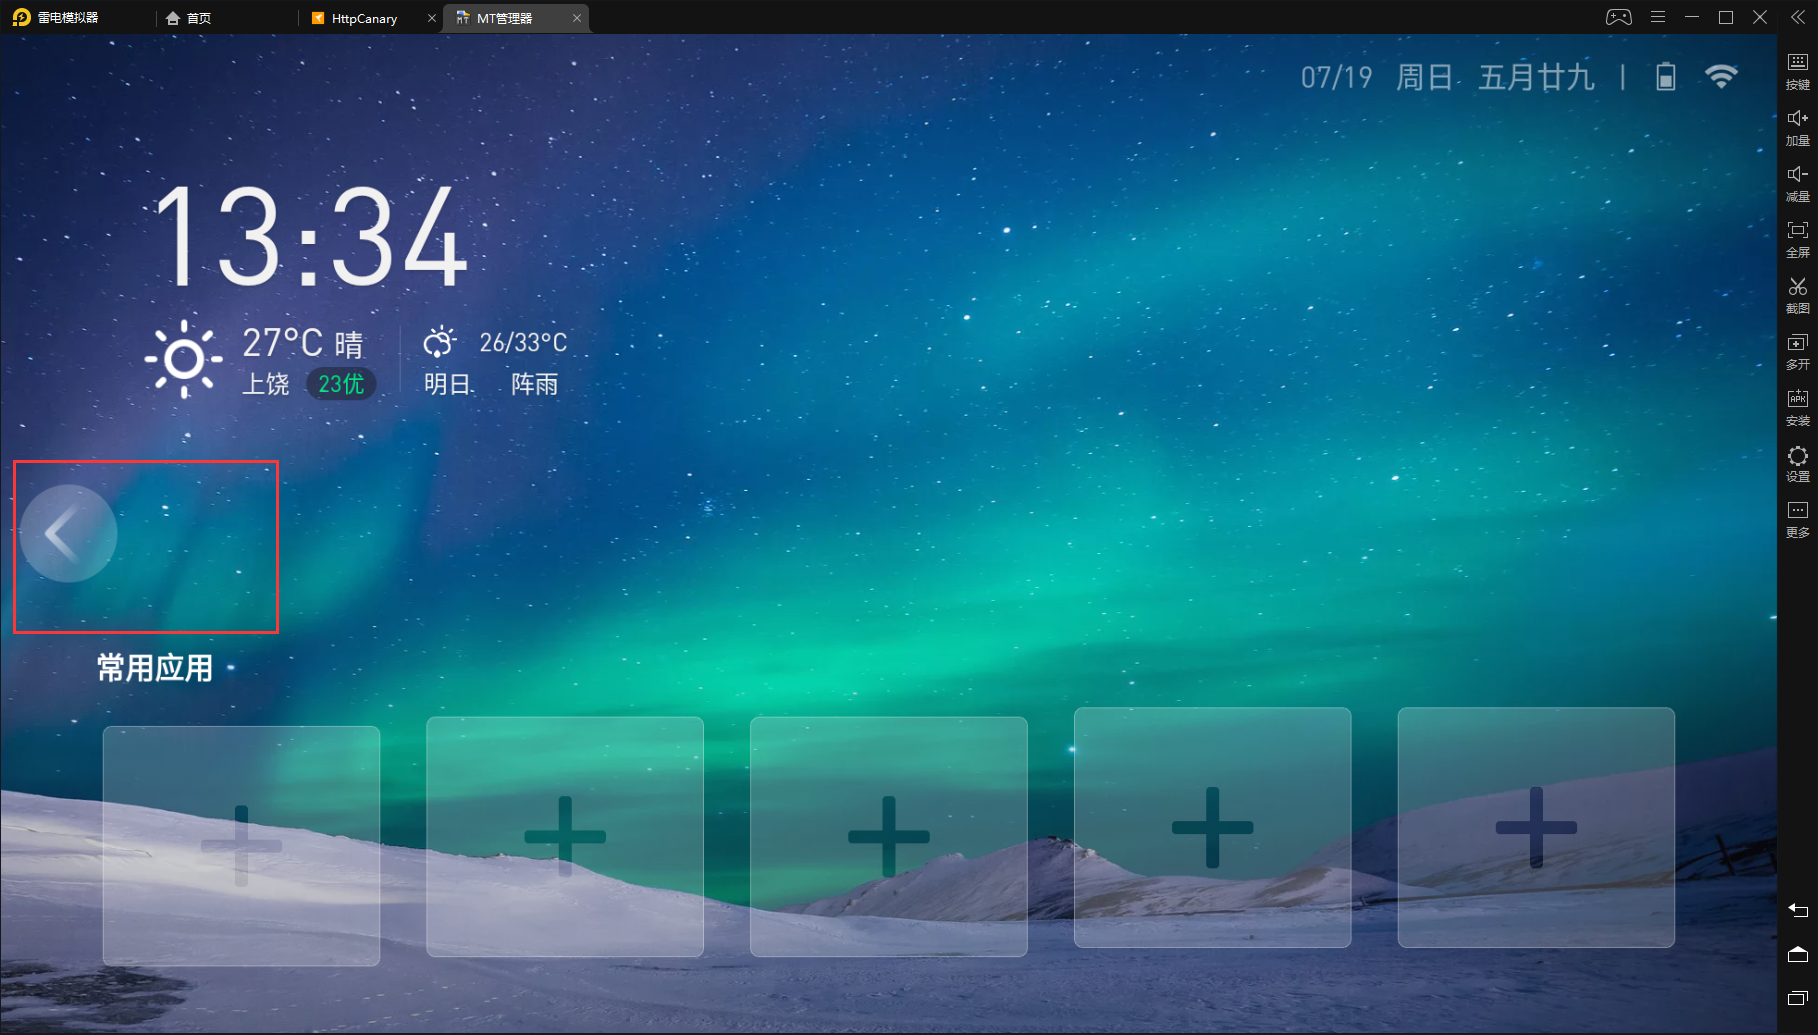 雷电模拟器 首页 HttpCanary MT管理器
07/19 周日 五月廿九
13:34
27°C 晴
上饶 23优
26/33°C
明日 阵雨
常用应用
按键
加量
减量
全屏
截图
多开
APK
安装
设置
更多